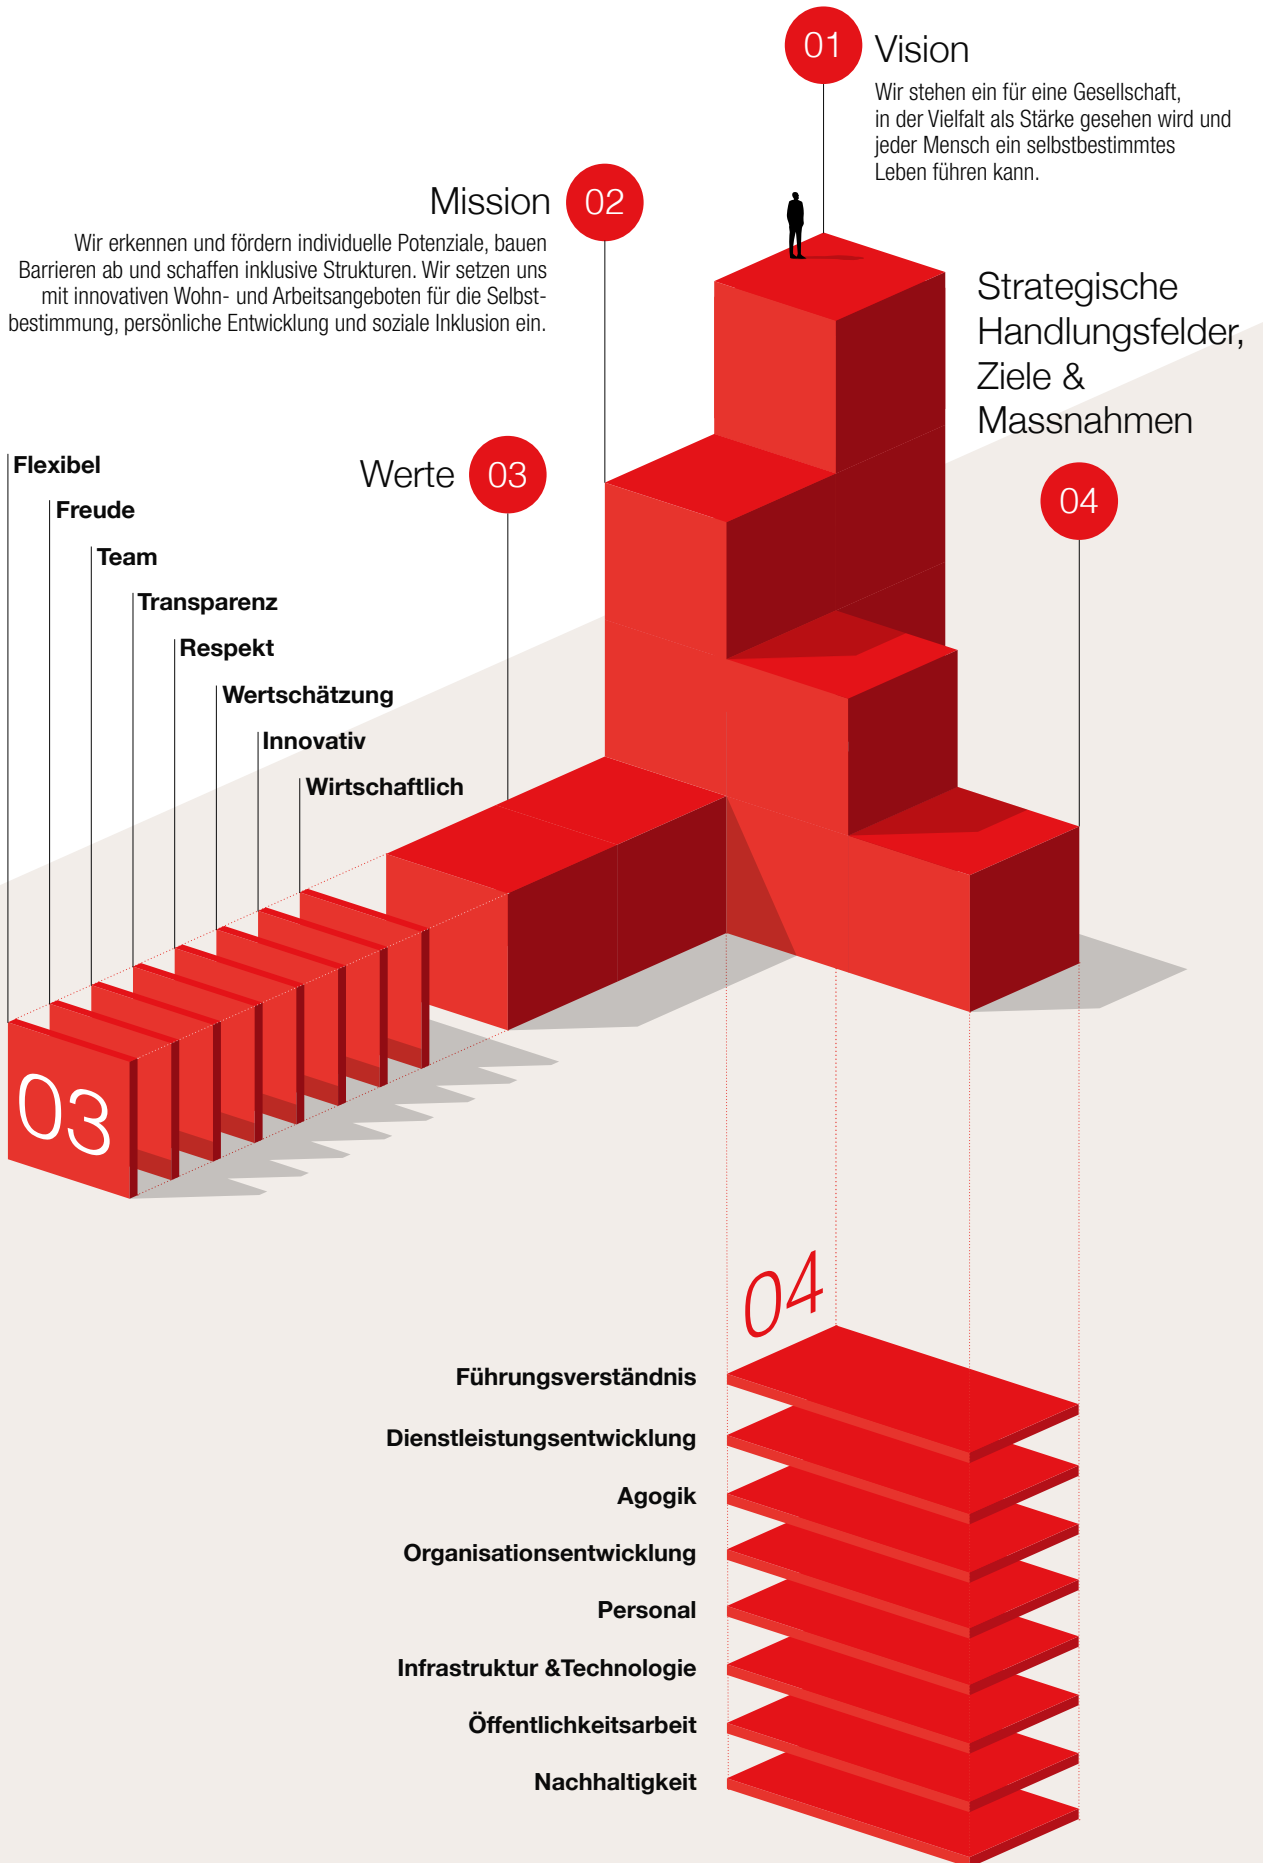 01
Vision
Wir stehen ein für eine Gesellschaft,
in der Vielfalt als Stärke gesehen wird und
jeder Mensch ein selbstbestimmtes
Leben führen kann.
Mission
02
Wir erkennen und fördern individuelle Potenziale, bauen
Barrieren ab und schaffen inklusive Strukturen. Wir setzen uns
mit innovativen Wohn- und Arbeitsangeboten für die Selbst-
bestimmung, persönliche Entwicklung und soziale Inklusion ein.
Strategische
Handlungsfelder,
Ziele &
Massnahmen
04
Werte
03
Flexibel
Freude
Team
Transparenz
Respekt
Wertschätzung
Innovativ
Wirtschaftlich
03
04
Führungsverständnis
Dienstleistungsentwicklung
Agogik
Organisationsentwicklung
Personal
Infrastruktur &Technologie
Öffentlichkeitsarbeit
Nachhaltigkeit